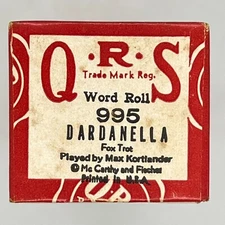 Q·R·S
Trade Mark Reg.
Word Roll
995
DARDANELLA
Fox Trot
Played by Max Kortlander
© Mc Carthy and Fischer
Printed in U.S.A.